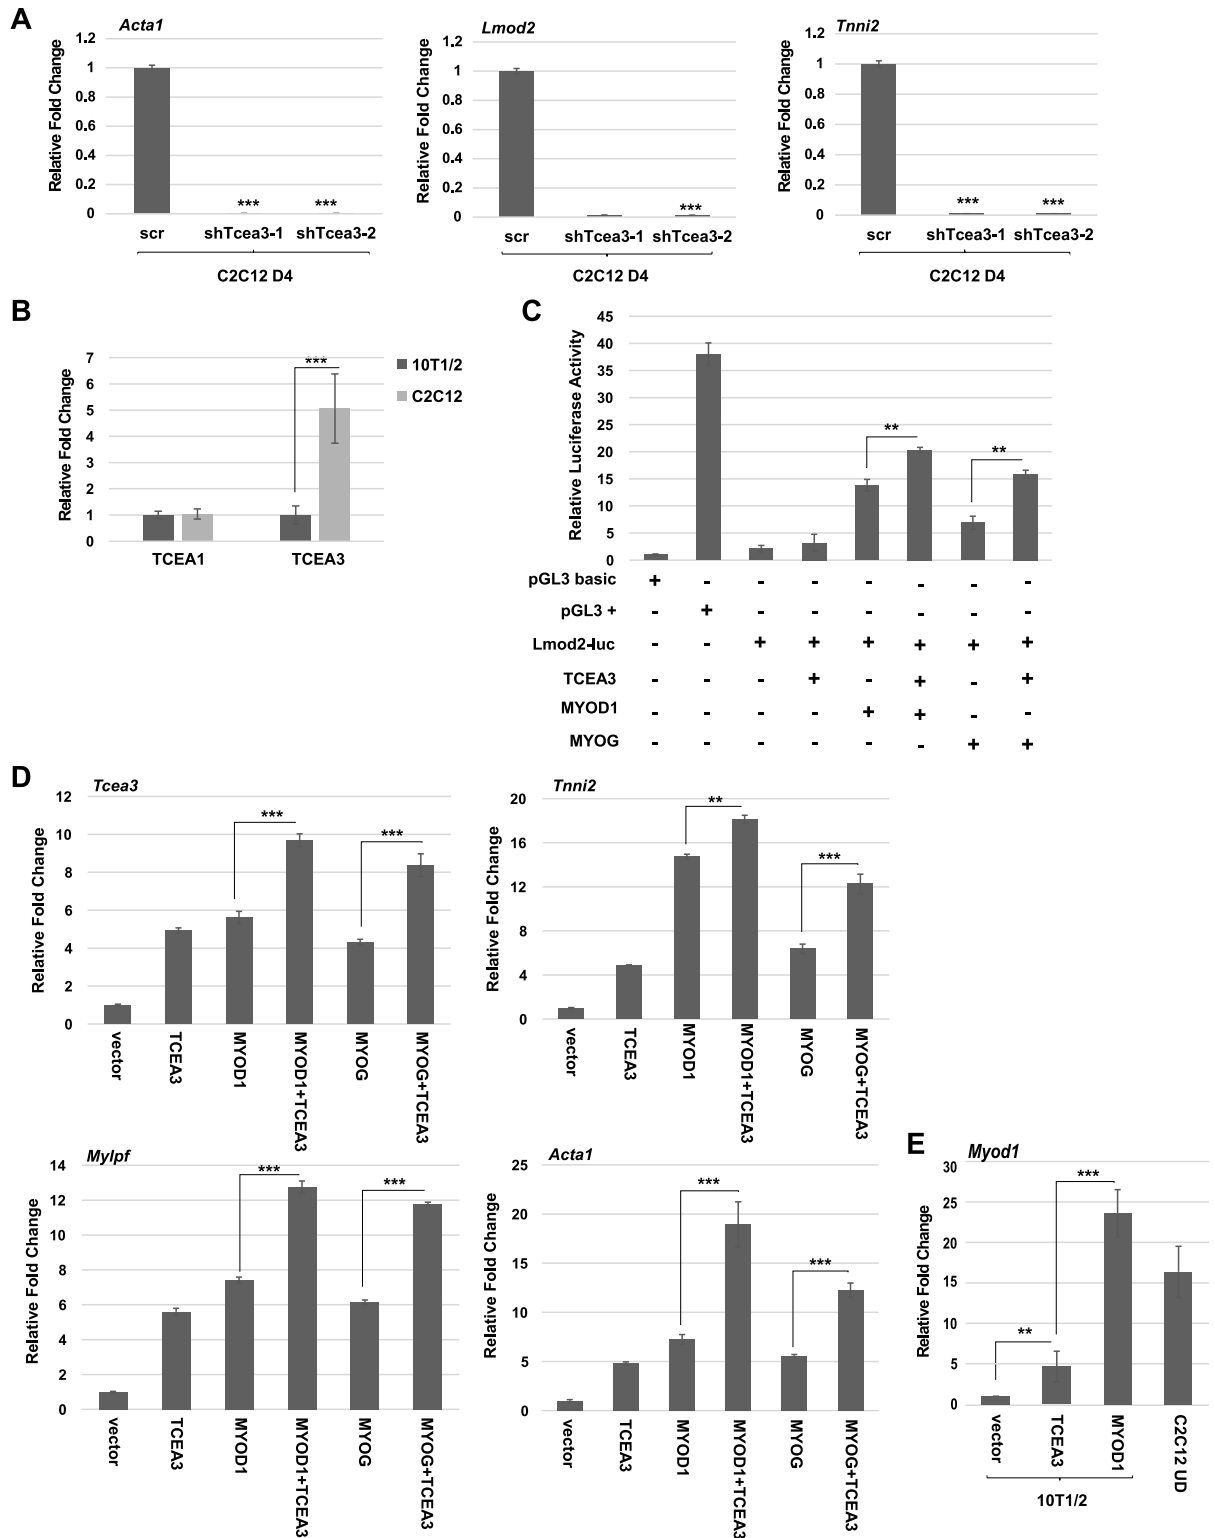 A
Acta1
Relative Fold Change
1.2
1
0.8
0.6
0.4
0.2
0
***
***
scr
shTcea3-1
shTcea3-2
C2C12 D4
Lmod2
Relative Fold Change
1.2
1
0.8
0.6
0.4
0.2
0
***
scr
shTcea3-1
shTcea3-2
C2C12 D4
Tnni2
Relative Fold Change
1.2
1
0.8
0.6
0.4
0.2
0
***
***
scr
shTcea3-1
shTcea3-2
C2C12 D4
B
Relative Fold Change
7
6
5
4
3
2
1
0
***
10T1/2
C2C12
TCEA1
TCEA3
C
Relative Luciferase Activity
45
40
35
30
25
20
15
10
5
0
**
**
pGL3 basic + - - - - - - -
pGL3 + - + - - - - - -
Lmod2-luc - - + + + + + +
TCEA3 - - - + - + - +
MYOD1 - - - - + + - -
MYOG - - - - - - + +
D
Tcea3
Relative Fold Change
12
10
8
6
4
2
0
***
***
vector
TCEA3
MYOD1
MYOD1+TCEA3
MYOG
MYOG+TCEA3
Tnni2
Relative Fold Change
20
16
12
8
4
0
**
***
vector
TCEA3
MYOD1
MYOD1+TCEA3
MYOG
MYOG+TCEA3
Mylpf
Relative Fold Change
14
12
10
8
6
4
2
0
***
***
vector
TCEA3
MYOD1
MYOD1+TCEA3
MYOG
MYOG+TCEA3
Acta1
Relative Fold Change
25
20
15
10
5
0
***
***
vector
TCEA3
MYOD1
MYOD1+TCEA3
MYOG
MYOG+TCEA3
E
Myod1
Relative Fold Change
30
25
20
15
10
5
0
**
***
vector
TCEA3
MYOD1
C2C12 UD
10T1/2